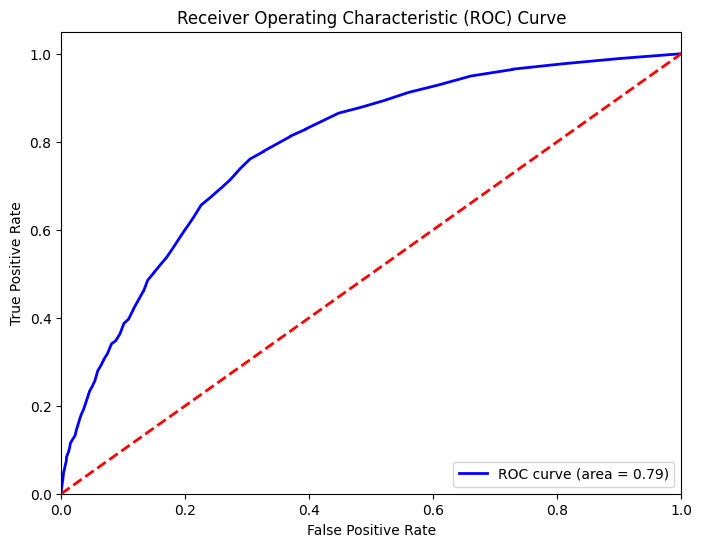 Receiver Operating Characteristic (ROC) Curve
True Positive Rate
1.0
0.8
0.6
0.4
0.2
0.0
ROC curve (area = 0.79)
0.0 0.2 0.4 0.6 0.8 1.0
False Positive Rate